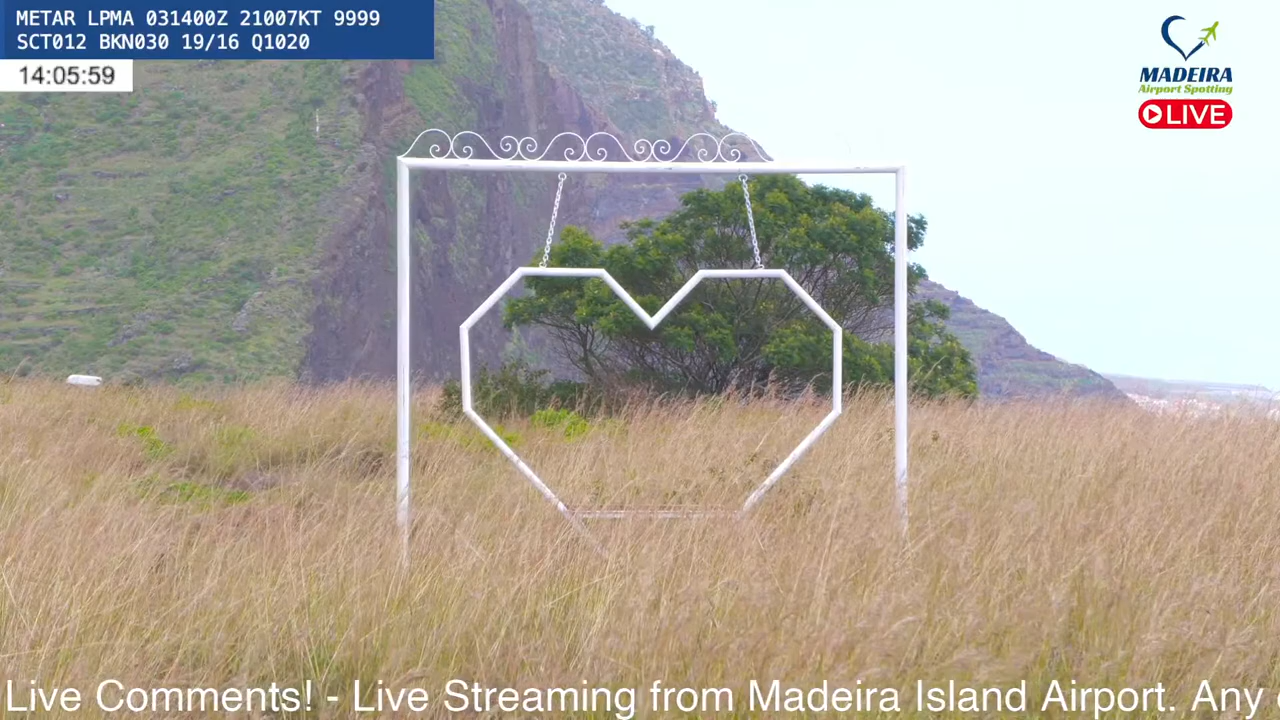 METAR LPMA 031400Z 21007KT 9999
SCT012 BKN030 19/16 Q1020
14:05:59
MADEIRA
Airport Spotting
LIVE
Live Comments! - Live Streaming from Madeira Island Airport. Any